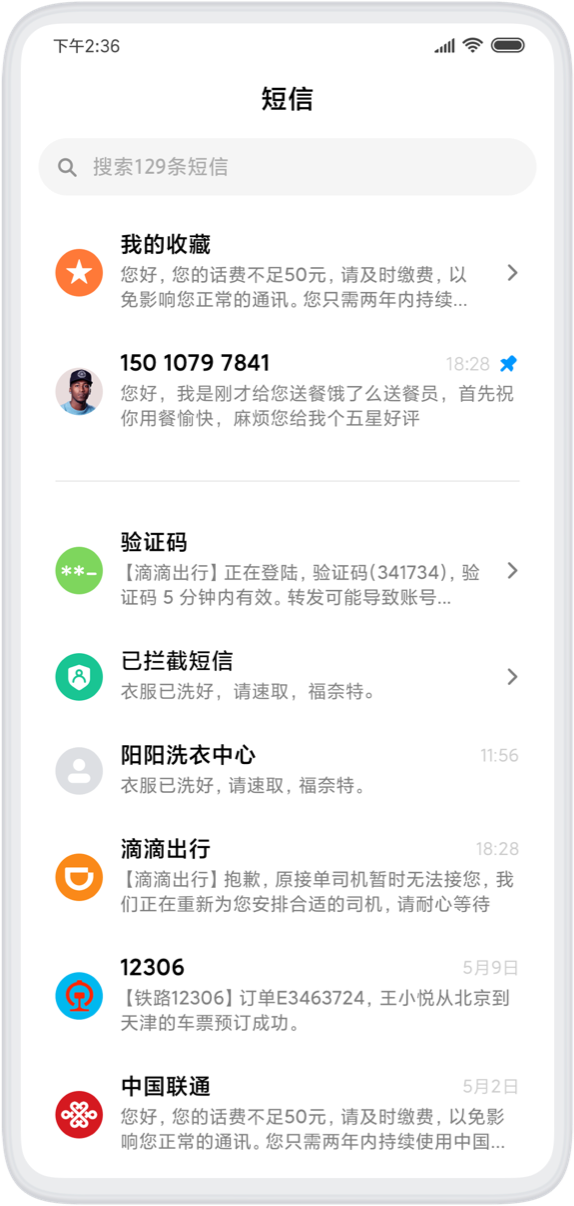 下午2:36
短信
搜索129条短信
我的收藏
您好，您的话费不足50元，请及时缴费，以
免影响您正常的通讯。您只需两年内持续...
150 1079 7841
18:28
您好，我是刚才给您送餐饿了么送餐员，首先祝
你用餐愉快，麻烦您给我个五星好评
验证码
【滴滴出行】正在登陆，验证码(341734)，验
证码 5 分钟内有效。转发可能导致账号...
已拦截短信
衣服已洗好，请速取，福奈特。
阳阳洗衣中心
11:56
衣服已洗好，请速取，福奈特。
滴滴出行
18:28
【滴滴出行】抱歉，原接单司机暂时无法接您，我
们正在重新为您安排合适的司机，请耐心等待
12306
5月9日
【铁路12306】订单E3463724，王小悦从北京到
天津的车票预订成功。
中国联通
5月2日
您好，您的话费不足50元，请及时缴费，以免影
响您正常的通讯。您只需两年内持续使用中国...